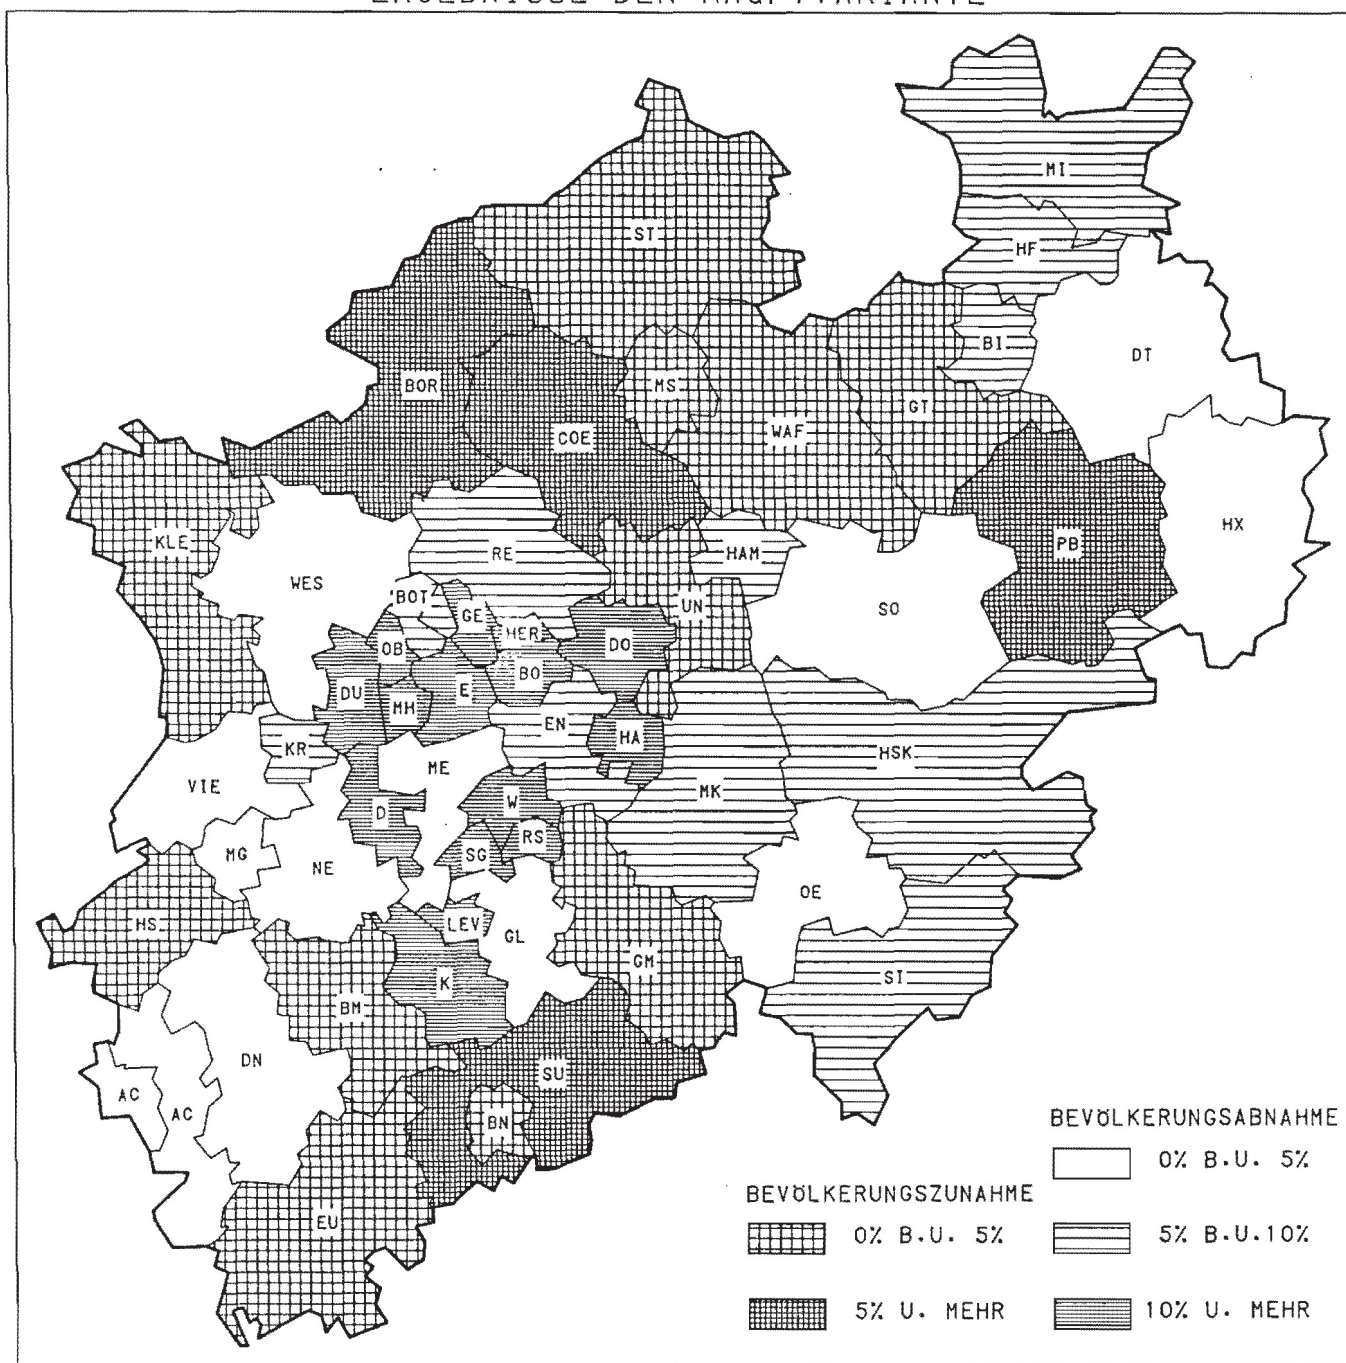 MI
ST
HF
BI
DT
BOR
MS
GT
COE
WAF
HX
KLE
RE
HAM
PB
WES
BOT
UN
SO
GE
HER
OB
DO
BO
DU
MH
E
EN
HA
KR
HSK
ME
VIE
MK
W
D
RS
MG
SG
NE
OE
HS
LEV
GL
GM
SI
K
BM
DN
SU
AC
AC
BN
EU
BEVÖLKERUNGSABNAHME
0% B.U. 5%
BEVÖLKERUNGSZUNAHME
0% B.U. 5%
5% B.U.10%
5% U. MEHR
10% U. MEHR